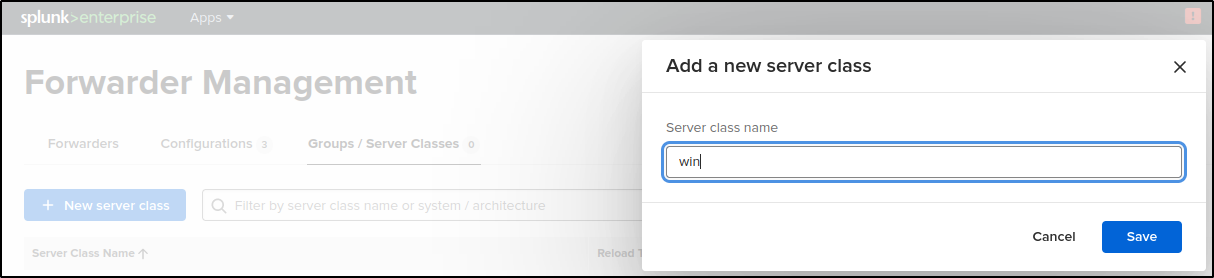 splunk>enterprise Apps
Forwarder Management
Forwarders Configurations 3 Groups / Server Classes 0
+ New server class
Filter by server class name or system / architecture
Server Class Name Reload T
Add a new server class
Server class name
win
Cancel Save